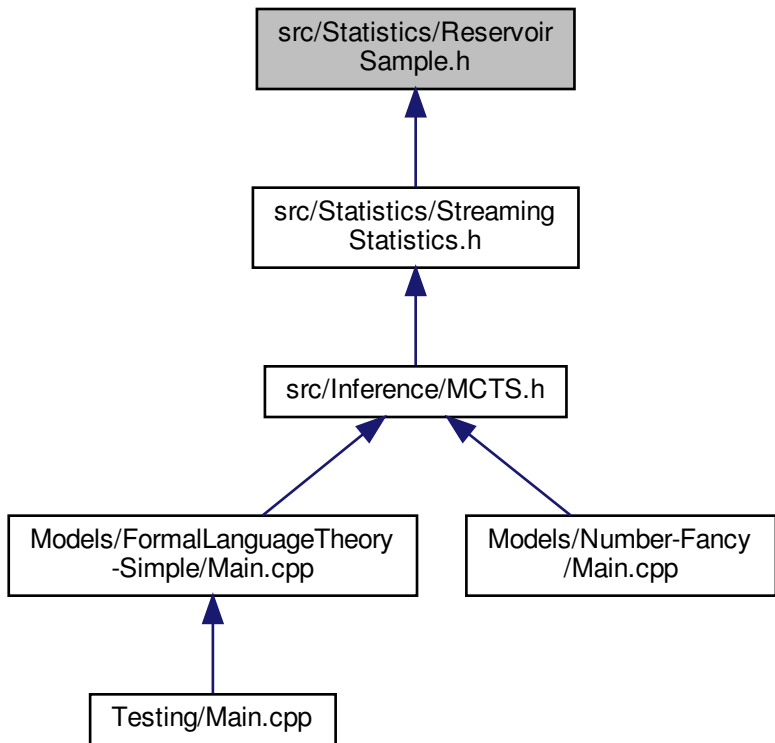 src/Statistics/Reservoir
Sample.h
src/Statistics/Streaming
Statistics.h
src/Inference/MCTS.h
Models/FormalLanguageTheory
-Simple/Main.cpp
Models/Number-Fancy
/Main.cpp
Testing/Main.cpp